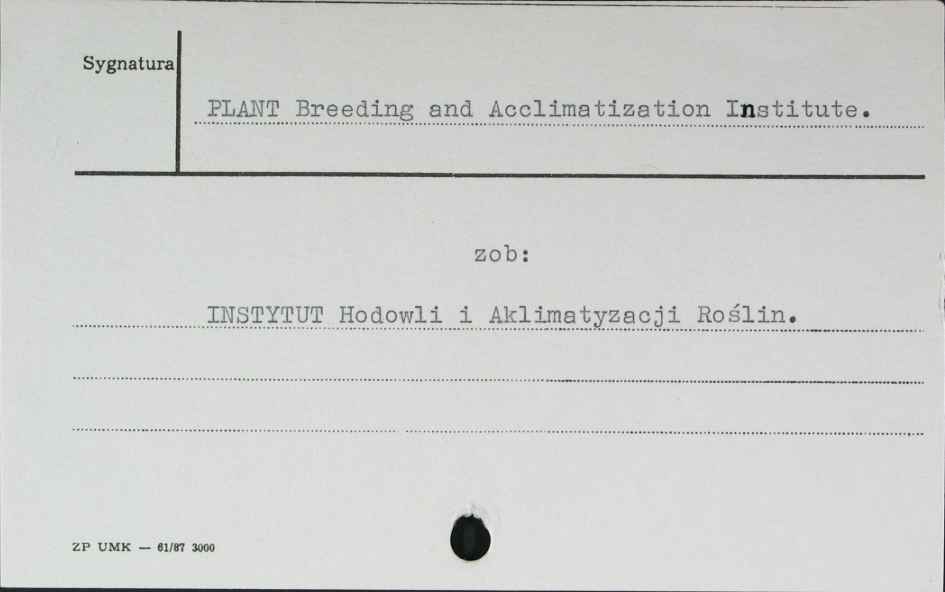 Sygnatura
PLANT Breeding and Acclimatization Institute.
zob:
INSTYTUT Hodowli i Aklimatyzacji Roślin.
ZP UMK — 61/87 3000